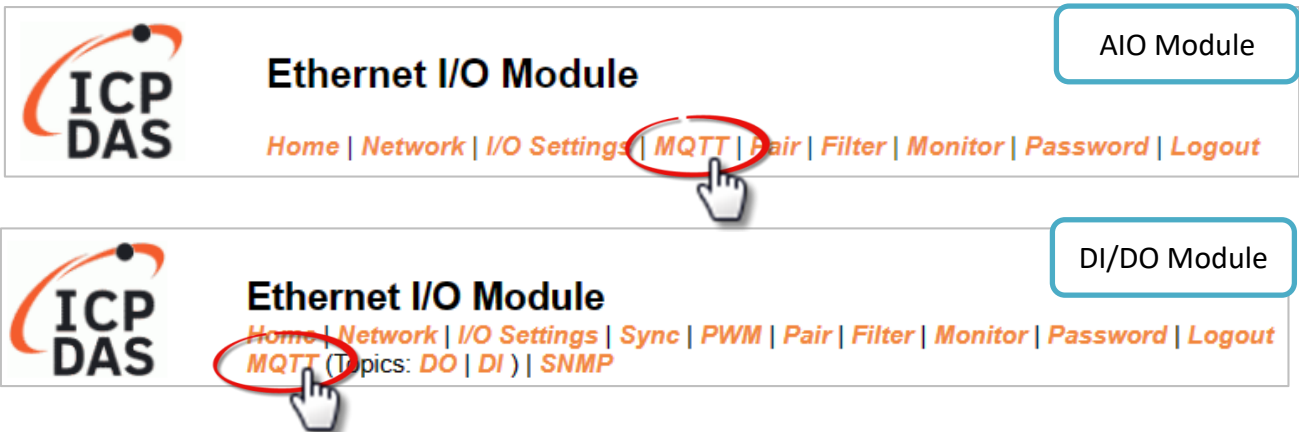 AIO Module
ICP
DAS
Ethernet I/O Module
Home | Network | I/O Settings | MQTT | Pair | Filter | Monitor | Password | Logout
DI/DO Module
ICP
DAS
Ethernet I/O Module
Home | Network | I/O Settings | Sync | PWM | Pair | Filter | Monitor | Password | Logout
MQTT (Topics: DO | DI ) | SNMP